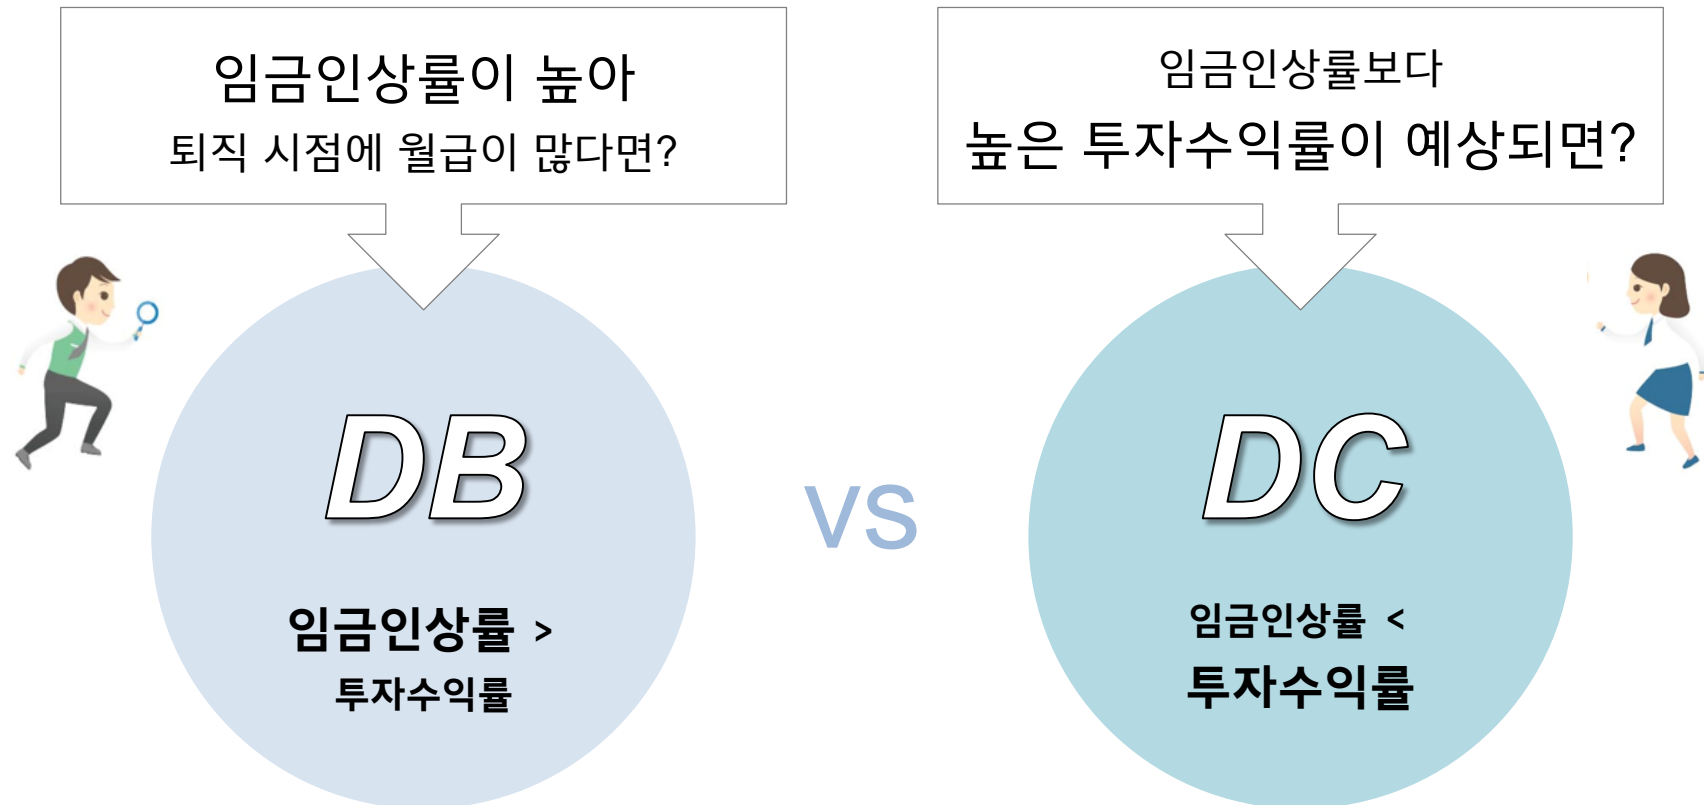 임금인상률이 높아
퇴직 시점에 월급이 많다면?
임금인상률보다
높은 투자수익률이 예상되면?
DB
임금인상률 >
투자수익률
VS
DC
임금인상률 <
투자수익률